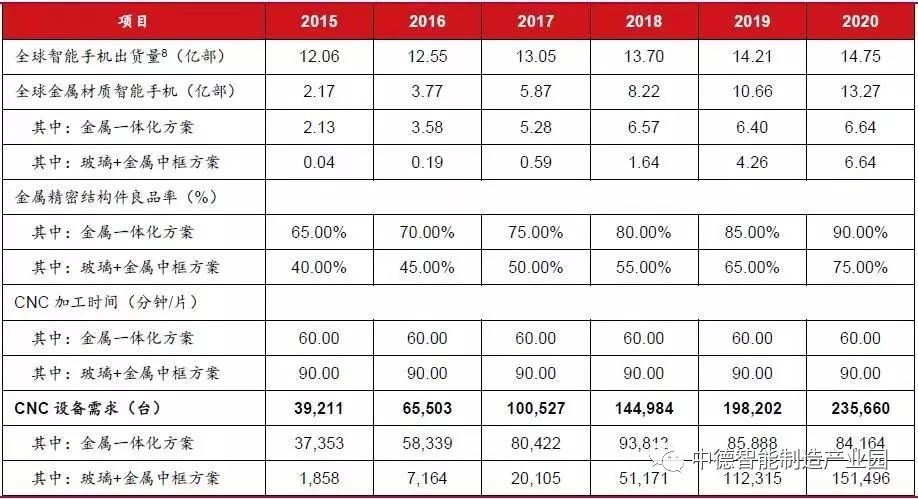 项目 2015 2016 2017 2018 2019 2020
全球智能手机出货量8（亿部） 12.06 12.55 13.05 13.70 14.21 14.75
全球金属材质智能手机（亿部） 2.17 3.77 5.87 8.22 10.66 13.27
其中：金属一体化方案 2.13 3.58 5.28 6.57 6.40 6.64
其中：玻璃+金属中框方案 0.04 0.19 0.59 1.64 4.26 6.64
金属精密结构件良品率（%）
其中：金属一体化方案 65.00% 70.00% 75.00% 80.00% 85.00% 90.00%
其中：玻璃+金属中框方案 40.00% 45.00% 50.00% 55.00% 65.00% 75.00%
CNC 加工时间（分钟/片）
其中：金属一体化方案 60.00 60.00 60.00 60.00 60.00 60.00
其中：玻璃+金属中框方案 90.00 90.00 90.00 90.00 90.00 90.00
CNC 设备需求（台） 39,211 65,503 100,527 144,984 198,202 235,660
其中：金属一体化方案 37,353 58,339 80,422 93,812 85,888 84,164
其中：玻璃+金属中框方案 1,858 7,164 20,105 51,171 112,315 151,496
中德智能制造产业园